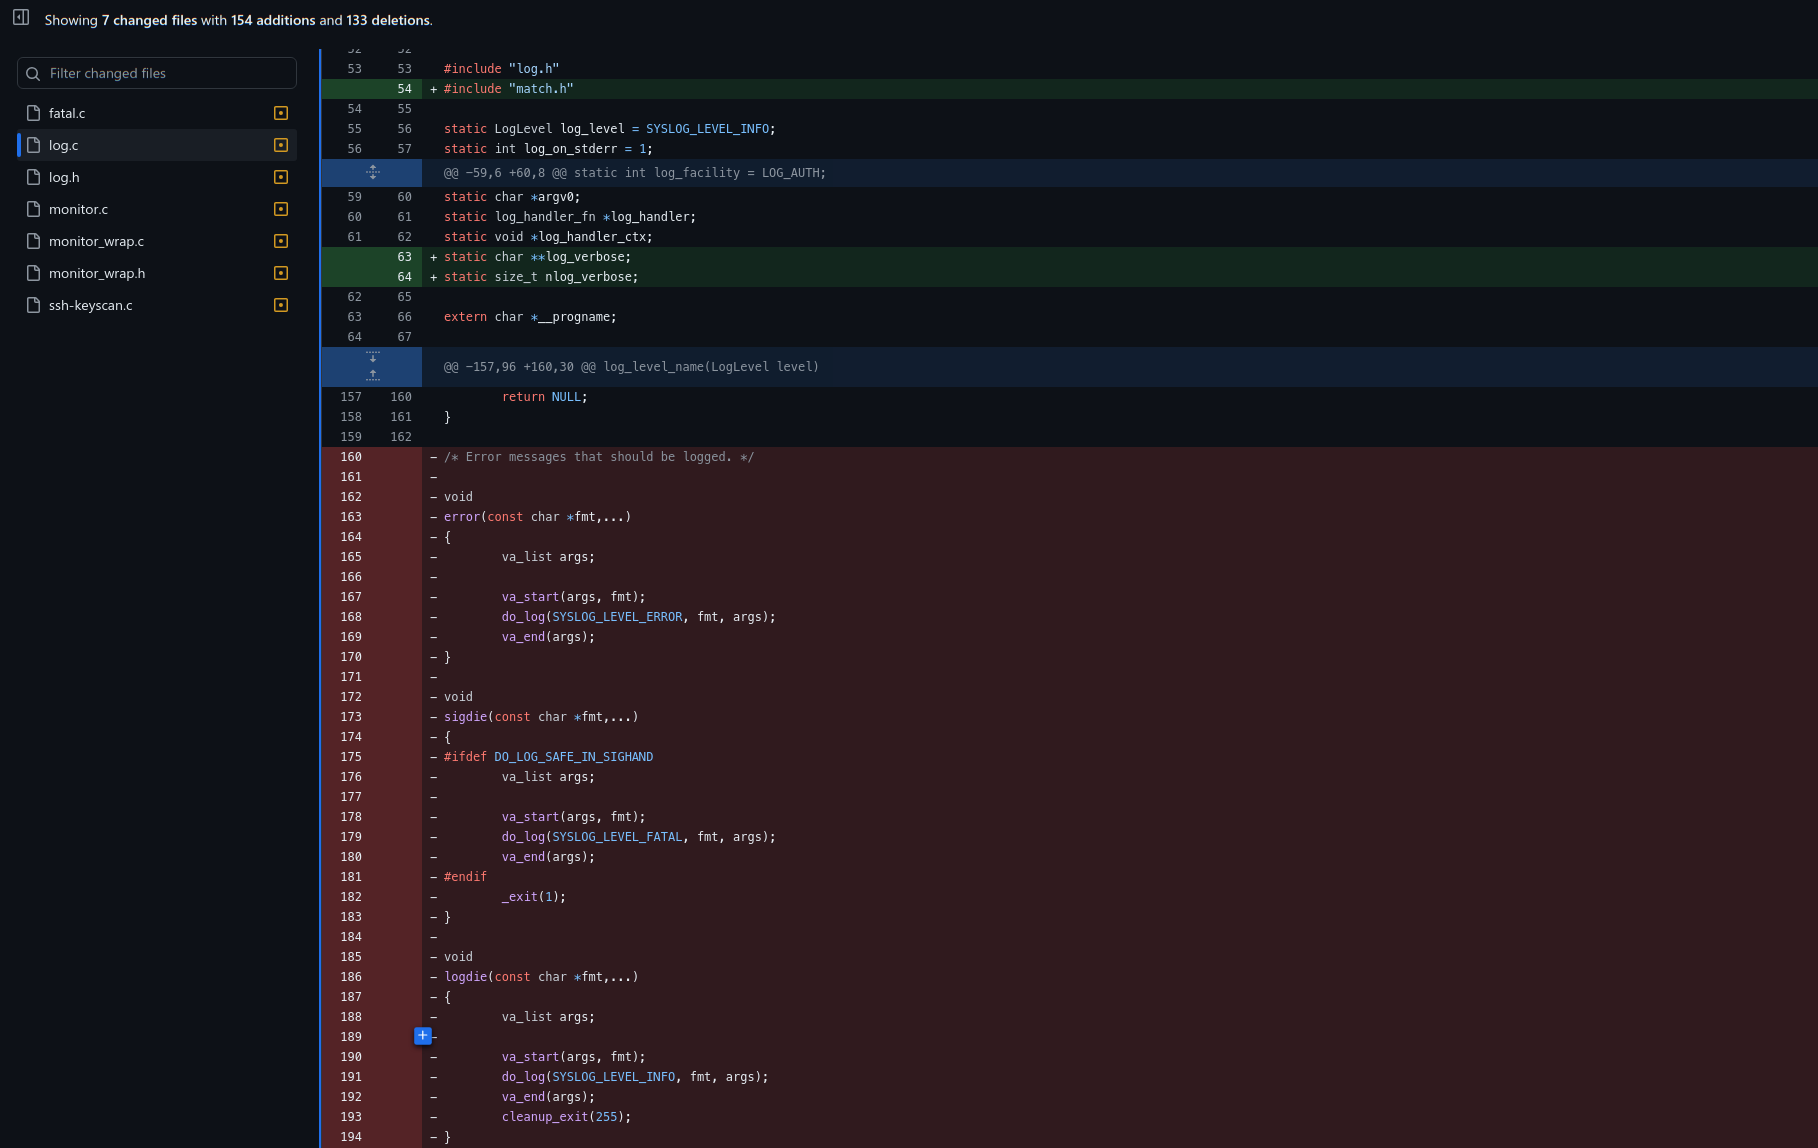 Showing 7 changed files with 154 additions and 133 deletions.
Filter changed files
fatal.c
log.c
log.h
monitor.c
monitor_wrap.c
monitor_wrap.h
ssh-keyscan.c
52 52
53 53 #include "log.h"
54 + #include "match.h"
54 55
55 56 static LogLevel log_level = SYSLOG_LEVEL_INFO;
56 57 static int log_on_stderr = 1;
@@ -59,6 +60,8 @@ static int log_facility = LOG_AUTH;
59 60 static char *argv0;
60 61 static log_handler_fn *log_handler;
61 62 static void *log_handler_ctx;
63 + static char **log_verbose;
64 + static size_t nlog_verbose;
62 65
63 66 extern char *__progname;
64 67
@@ -157,96 +160,30 @@ log_level_name(LogLevel level)
157 160 return NULL;
158 161 }
159 162
160 - /* Error messages that should be logged. */
161 -
162 - void
163 - error(const char *fmt,...)
164 - {
165 - va_list args;
166 -
167 - va_start(args, fmt);
168 - do_log(SYSLOG_LEVEL_ERROR, fmt, args);
169 - va_end(args);
170 - }
171 -
172 - void
173 - sigdie(const char *fmt,...)
174 - {
175 - #ifdef DO_LOG_SAFE_IN_SIGHAND
176 - va_list args;
177 -
178 - va_start(args, fmt);
179 - do_log(SYSLOG_LEVEL_FATAL, fmt, args);
180 - va_end(args);
181 - #endif
182 - _exit(1);
183 - }
184 -
185 - void
186 - logdie(const char *fmt,...)
187 - {
188 - va_list args;
189 + -
190 - va_start(args, fmt);
191 - do_log(SYSLOG_LEVEL_INFO, fmt, args);
192 - va_end(args);
193 - cleanup_exit(255);
194 - }